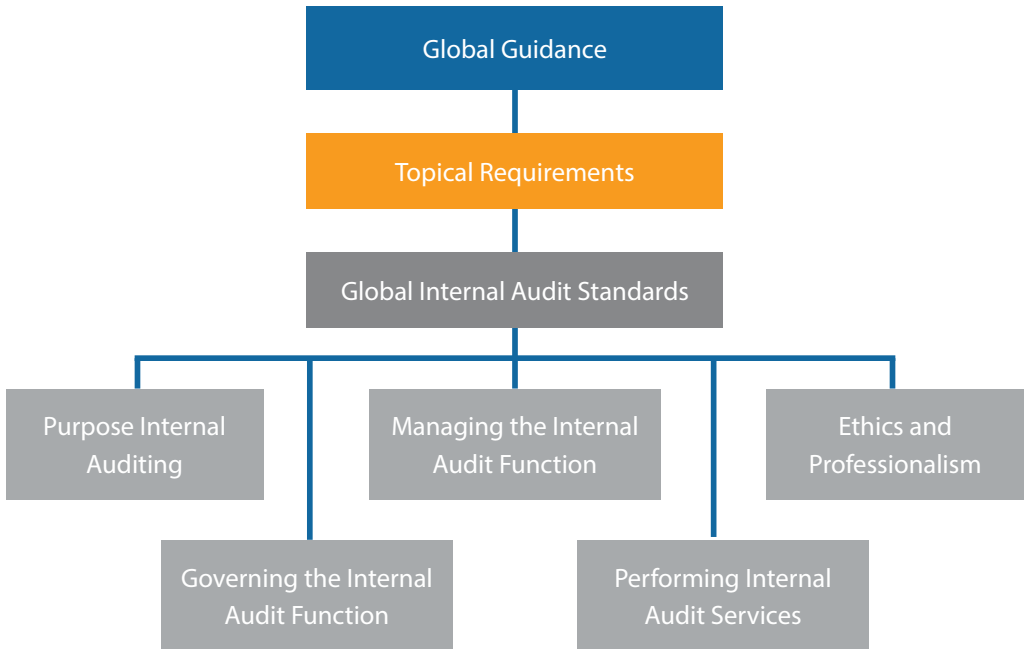 Global Guidance
Topical Requirements
Global Internal Audit Standards
Purpose Internal
Auditing
Managing the Internal
Audit Function
Ethics and
Professionalism
Governing the Internal
Audit Function
Performing Internal
Audit Services